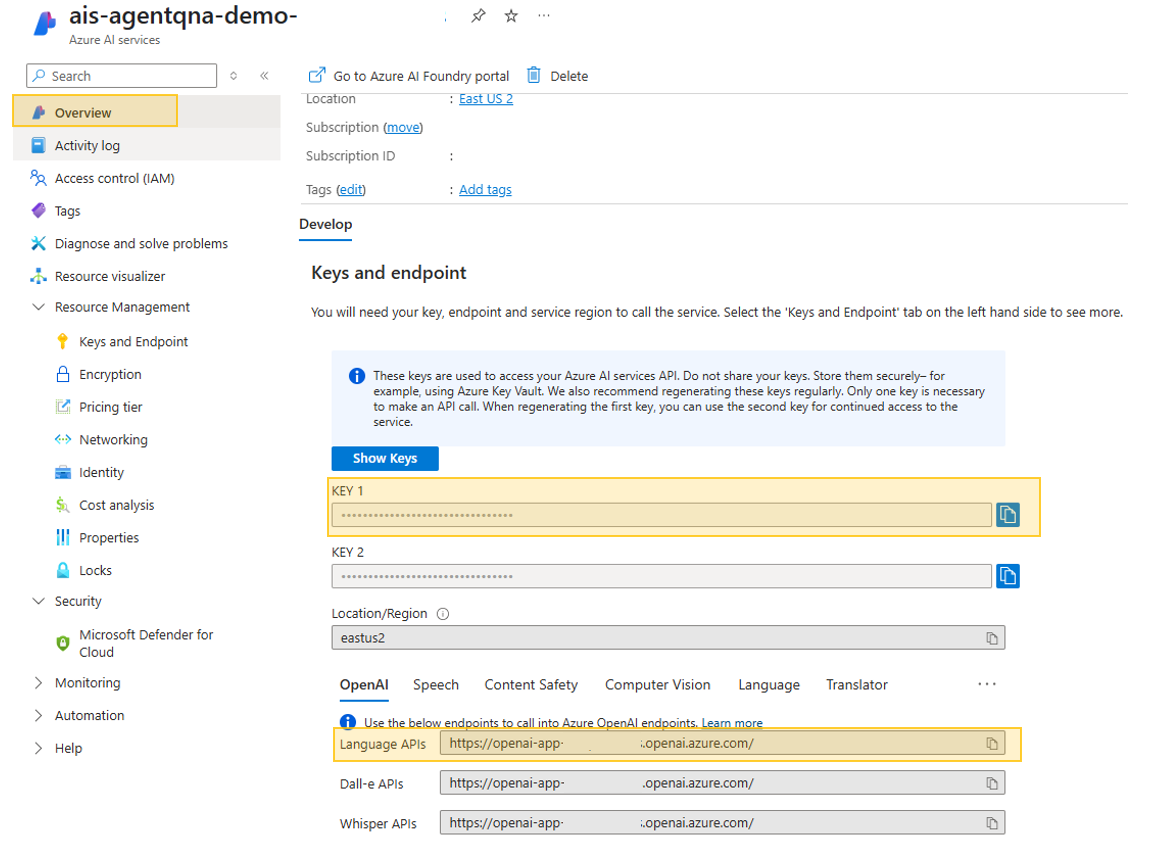 ais-agentqna-demo-
Azure AI services
Search
Go to Azure AI Foundry portal
Delete
Overview
Activity log
Access control (IAM)
Tags
Diagnose and solve problems
Resource visualizer
Resource Management
Keys and Endpoint
Encryption
Pricing tier
Networking
Identity
Cost analysis
Properties
Locks
Security
Microsoft Defender for
Cloud
Monitoring
Automation
Help
Location : East US 2
Subscription (move)
Subscription ID :
Tags (edit) : Add tags
Develop
Keys and endpoint
You will need your key, endpoint and service region to call the service. Select the 'Keys and Endpoint' tab on the left hand side to see more.
These keys are used to access your Azure AI services API. Do not share your keys. Store them securely– for
example, using Azure Key Vault. We also recommend regenerating these keys regularly. Only one key is necessary
to make an API call. When regenerating the first key, you can use the second key for continued access to the
service.
Show Keys
KEY 1
••••••••••••••••••••••••••••••••
KEY 2
••••••••••••••••••••••••••••••••
Location/Region
eastus2
OpenAI Speech Content Safety Computer Vision Language Translator
Use the below endpoints to call into Azure OpenAI endpoints. Learn more
Language APIs https://openai-app- .openai.azure.com/
Dall-e APIs https://openai-app- .openai.azure.com/
Whisper APIs https://openai-app- .openai.azure.com/